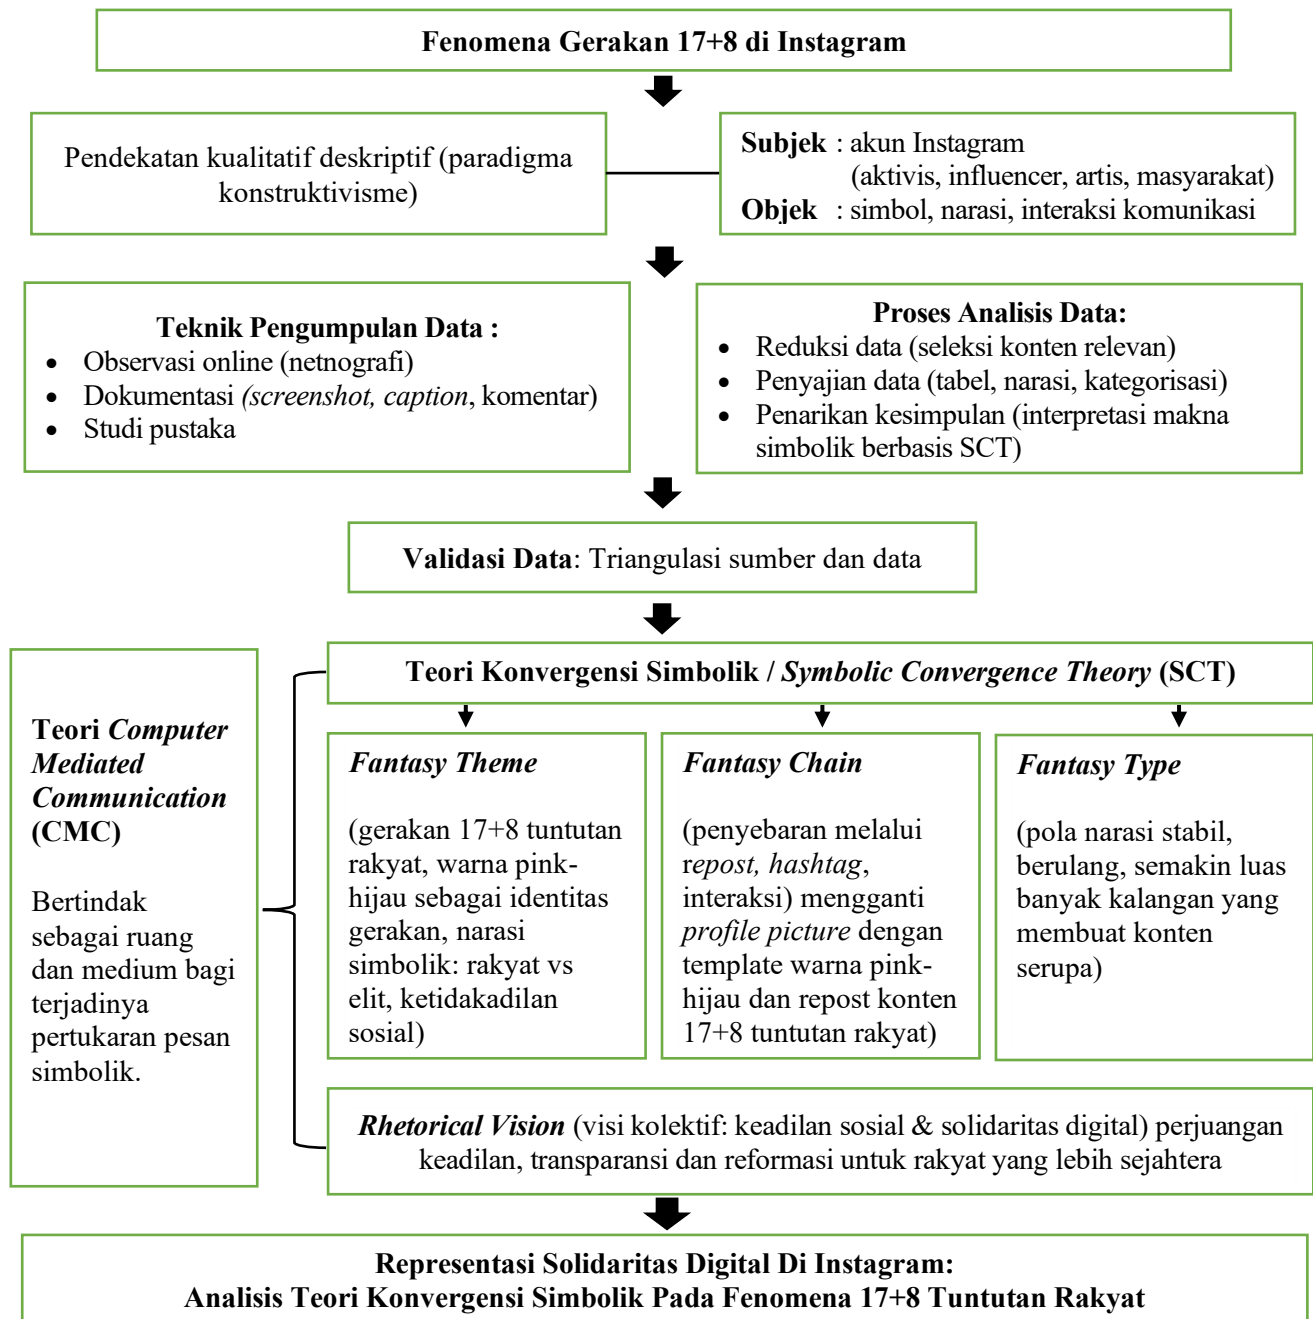 Fenomena Gerakan 17+8 di Instagram
Pendekatan kualitatif deskriptif (paradigma
konstruktivisme)
Subjek : akun Instagram
(aktivis, influencer, artis, masyarakat)
Objek : simbol, narasi, interaksi komunikasi
Teknik Pengumpulan Data :
• Observasi online (netnografi)
• Dokumentasi (screenshot, caption, komentar)
• Studi pustaka
Proses Analisis Data:
• Reduksi data (seleksi konten relevan)
• Penyajian data (tabel, narasi, kategorisasi)
• Penarikan kesimpulan (interpretasi makna
simbolik berbasis SCT)
Validasi Data: Triangulasi sumber dan data
Teori Computer
Mediated
Communication
(CMC)
Bertindak
sebagai ruang
dan medium bagi
terjadinya
pertukaran pesan
simbolik.
Teori Konvergensi Simbolik / Symbolic Convergence Theory (SCT)
Fantasy Theme
(gerakan 17+8 tuntutan
rakyat, warna pink-
hijau sebagai identitas
gerakan, narasi
simbolik: rakyat vs
elit, ketidakadilan
sosial)
Fantasy Chain
(penyebaran melalui
repost, hashtag,
interaksi) mengganti
profile picture dengan
template warna pink-
hijau dan repost konten
17+8 tuntutan rakyat)
Fantasy Type
(pola narasi stabil,
berulang, semakin luas
banyak kalangan yang
membuat konten
serupa)
Rhetorical Vision (visi kolektif: keadilan sosial & solidaritas digital) perjuangan
keadilan, transparansi dan reformasi untuk rakyat yang lebih sejahtera
Representasi Solidaritas Digital Di Instagram:
Analisis Teori Konvergensi Simbolik Pada Fenomena 17+8 Tuntutan Rakyat